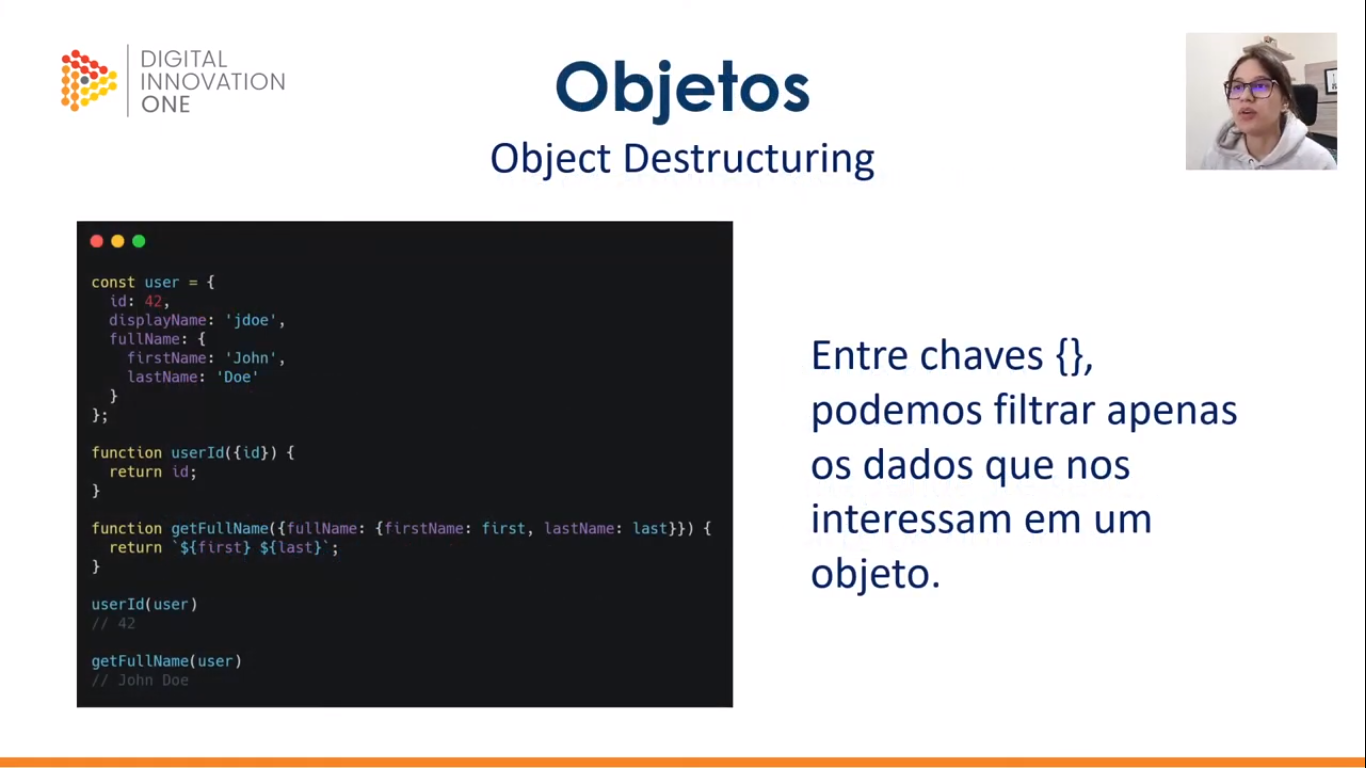 DIGITAL
INNOVATION
ONE
Objetos
Object Destructuring
const user = {
  id: 42,
  displayName: 'jdoe',
  fullName: {
    firstName: 'John',
    lastName: 'Doe'
  }
};
function userId({id}) {
  return id;
}
function getFullName({fullName: {firstName: first, lastName: last}}) {
  return `${first} ${last}`;
}
userId(user)
// 42
getFullName(user)
// John Doe
Entre chaves {},
podemos filtrar apenas
os dados que nos
interessam em um
objeto.